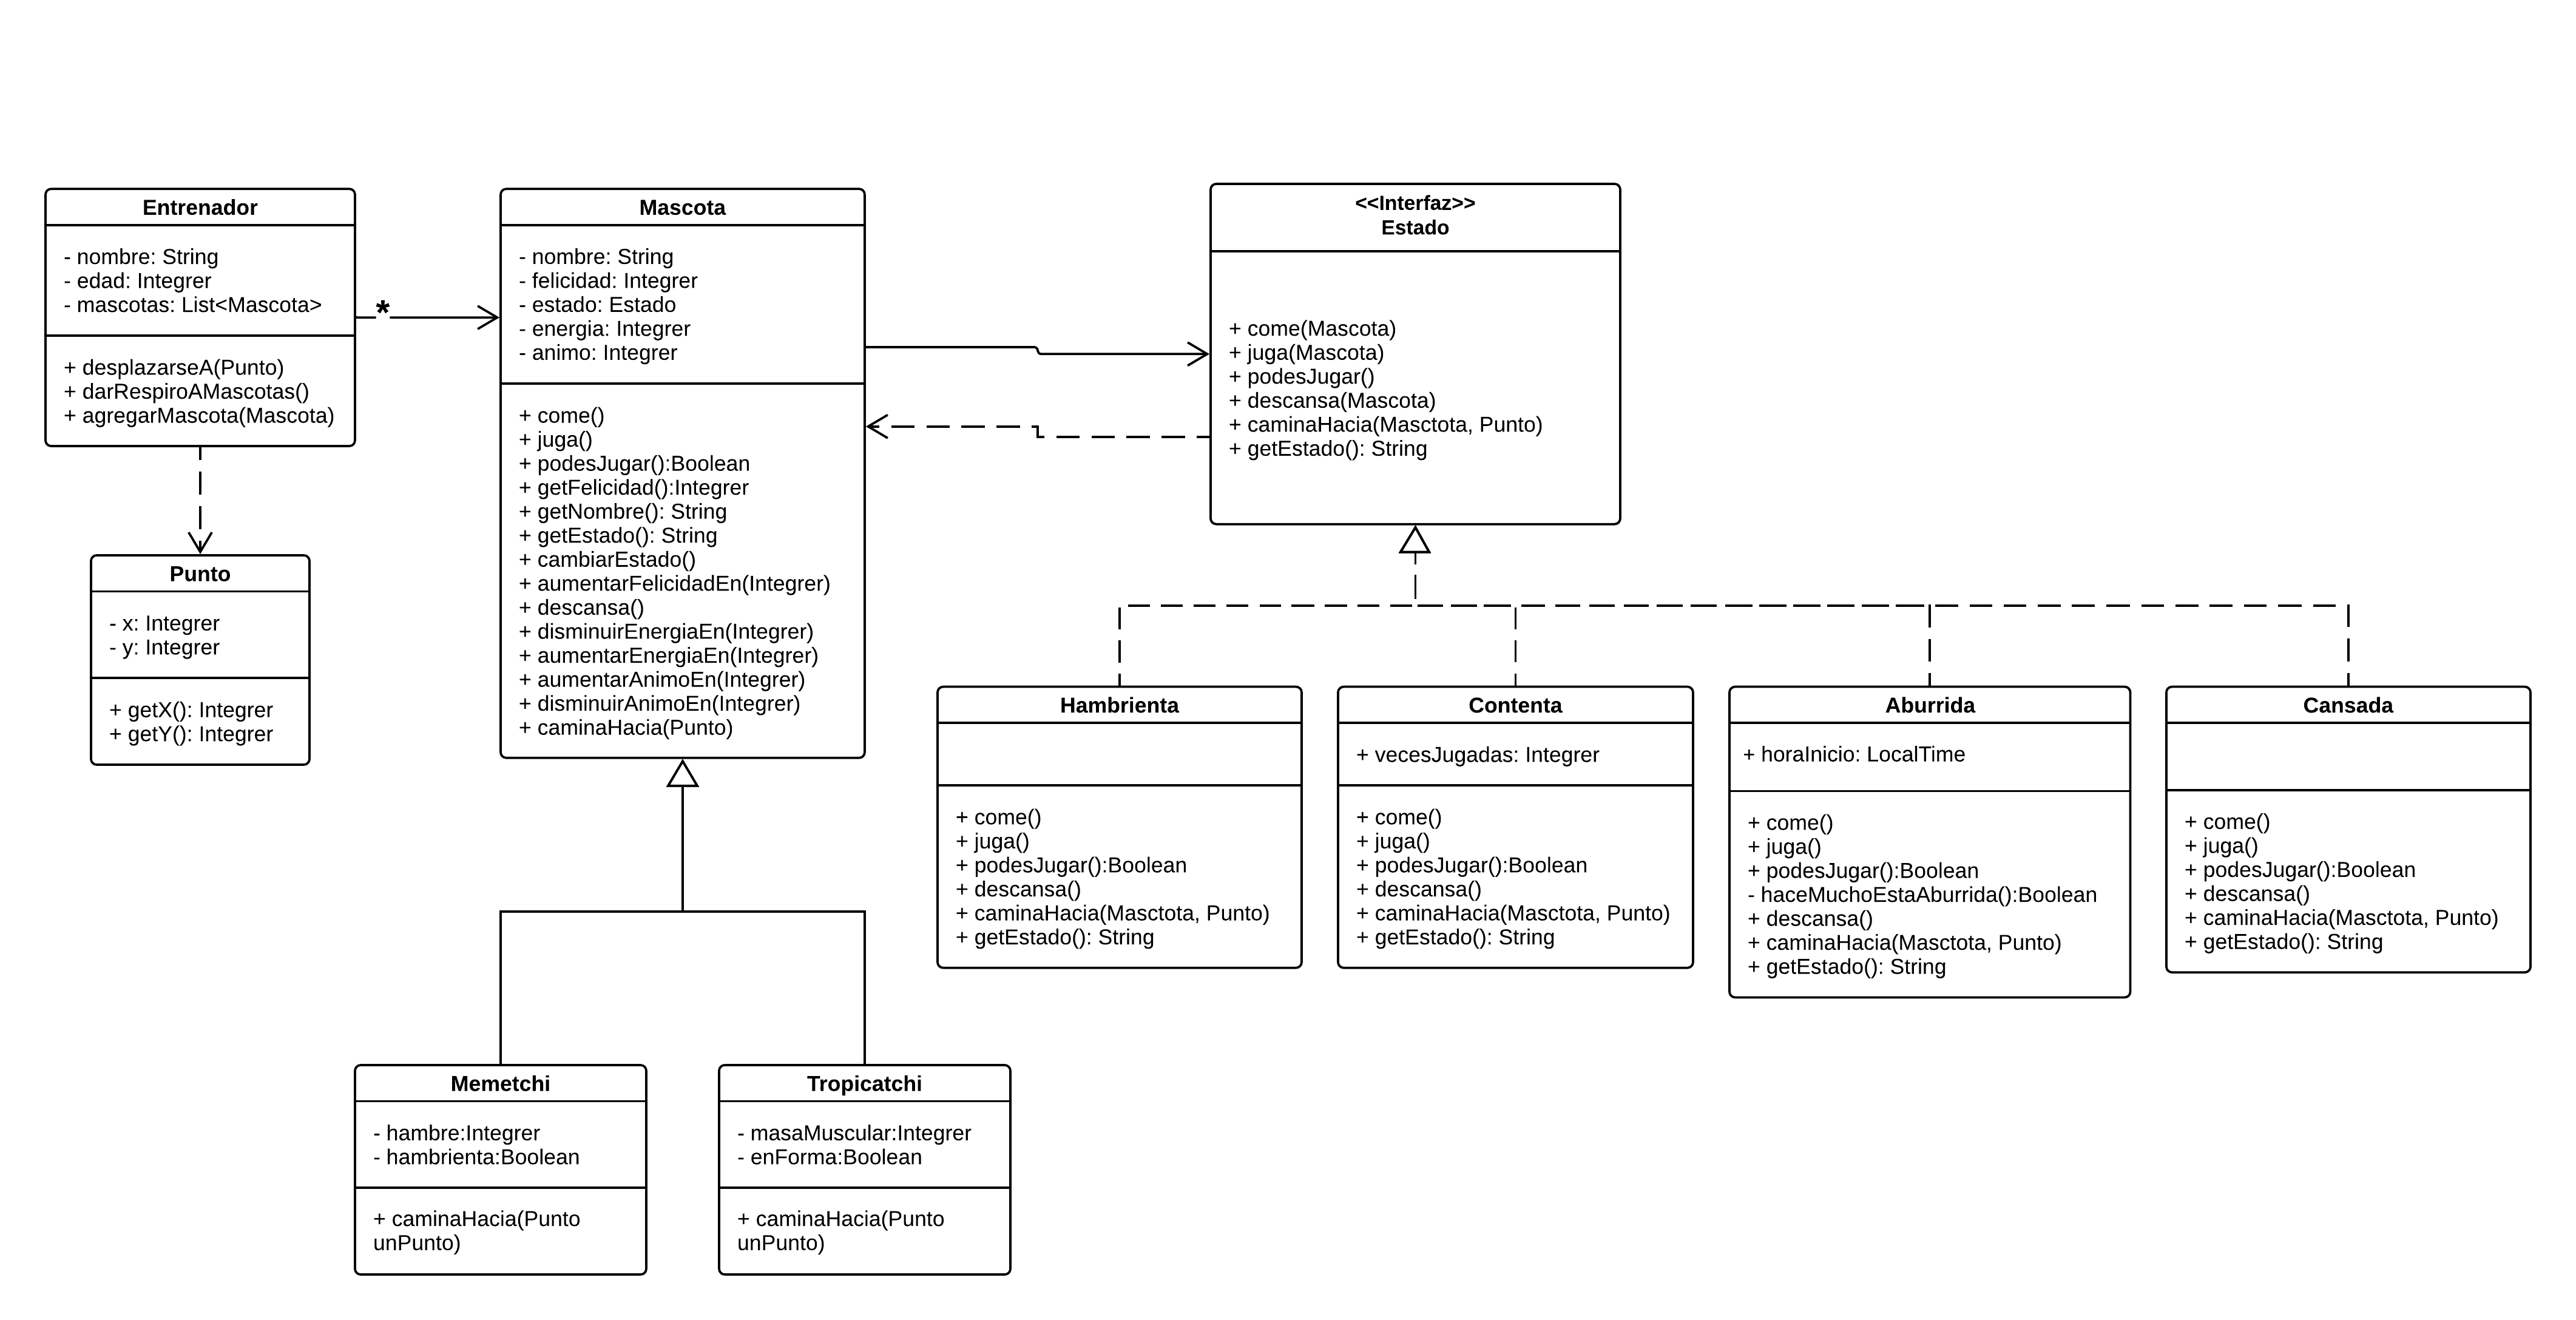 Entrenador
- nombre: String
- edad: Integrer
- mascotas: List<Mascota>
+ desplazarseA(Punto)
+ darRespiroAMascotas()
+ agregarMascota(Mascota)
*
Mascota
- nombre: String
- felicidad: Integrer
- estado: Estado
- energia: Integrer
- animo: Integrer
+ come()
+ juga()
+ podesJugar():Boolean
+ getFelicidad():Integrer
+ getNombre(): String
+ getEstado(): String
+ cambiarEstado()
+ aumentarFelicidadEn(Integrer)
+ descansa()
+ disminuirEnergiaEn(Integrer)
+ aumentarEnergiaEn(Integrer)
+ aumentarAnimoEn(Integrer)
+ disminuirAnimoEn(Integrer)
+ caminaHacia(Punto)
<<Interfaz>>
Estado
+ come(Mascota)
+ juga(Mascota)
+ podesJugar()
+ descansa(Mascota)
+ caminaHacia(Masctota, Punto)
+ getEstado(): String
Punto
- x: Integrer
- y: Integrer
+ getX(): Integrer
+ getY(): Integrer
Hambrienta
+ come()
+ juga()
+ podesJugar():Boolean
+ descansa()
+ caminaHacia(Masctota, Punto)
+ getEstado(): String
Contenta
+ vecesJugadas: Integrer
+ come()
+ juga()
+ podesJugar():Boolean
+ descansa()
+ caminaHacia(Masctota, Punto)
+ getEstado(): String
Aburrida
+ horaInicio: LocalTime
+ come()
+ juga()
+ podesJugar():Boolean
- haceMuchoEstaAburrida():Boolean
+ descansa()
+ caminaHacia(Masctota, Punto)
+ getEstado(): String
Cansada
+ come()
+ juga()
+ podesJugar():Boolean
+ descansa()
+ caminaHacia(Masctota, Punto)
+ getEstado(): String
Memetchi
- hambre:Integrer
- hambrienta:Boolean
+ caminaHacia(Punto
unPunto)
Tropicatchi
- masaMuscular:Integrer
- enForma:Boolean
+ caminaHacia(Punto
unPunto)